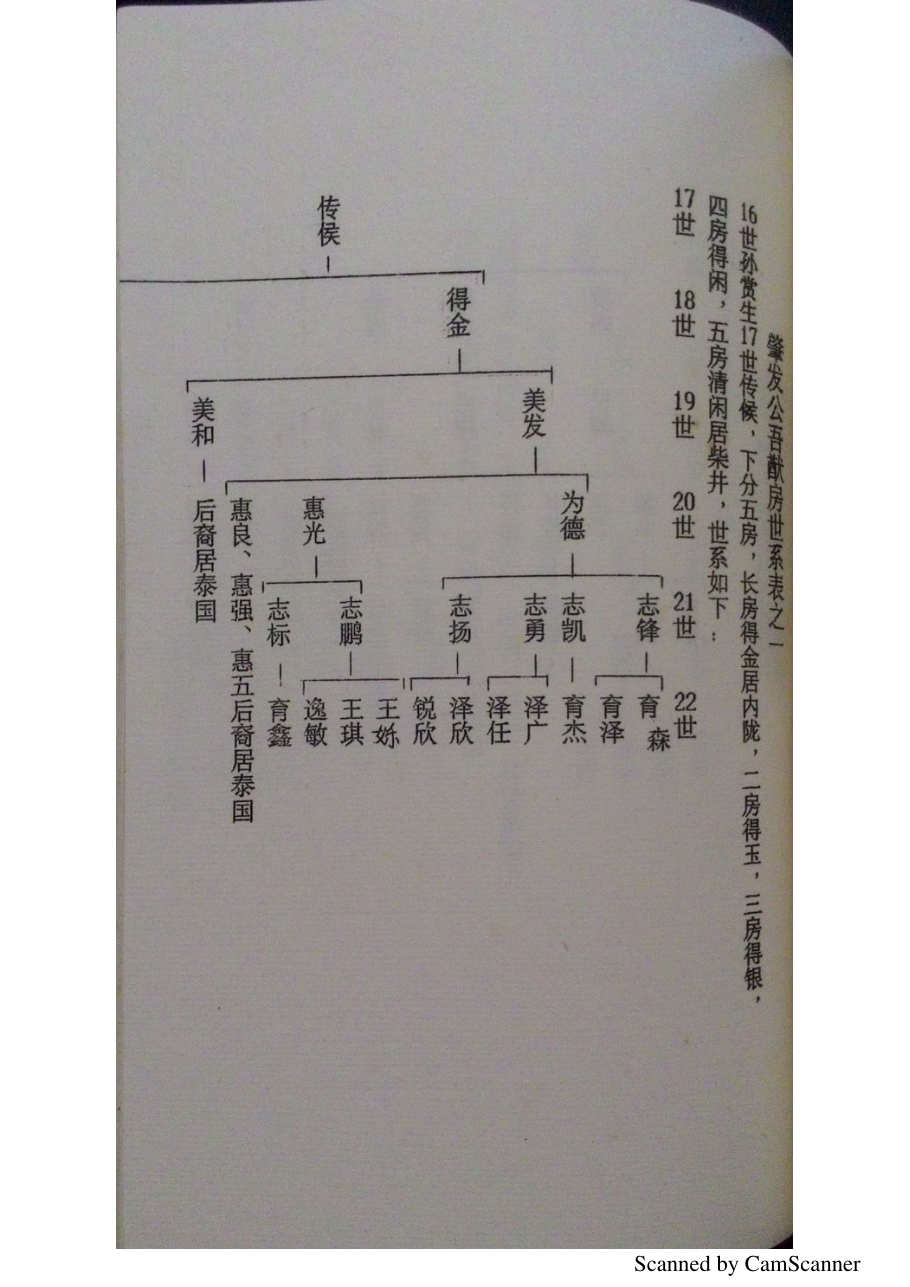 肇发公吾猷房世系表之一
16世孙赏生17世传候，下分五房，长房得金居内陇，二房得玉，三房得银，
四房得闲，五房清闲居柴井，世系如下：
17世 18世 19世 20世 21世 22世
传侯
得金
美发
美和
后裔居泰国
为德
惠光
惠良、惠强、惠五后裔居泰国
志锋
志凯
志勇
志扬
志鹏
志标
育森
育泽
育杰
泽广
泽任
泽欣
锐欣
王姊
王琪
逸敏
育鑫
Scanned by CamScanner